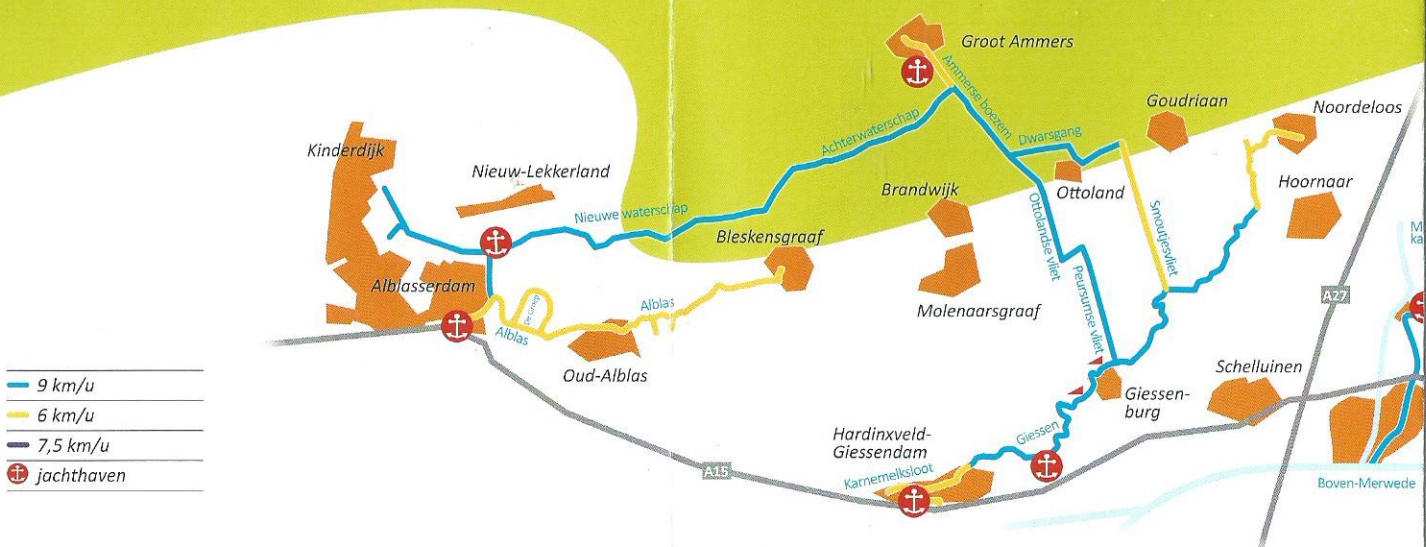 Groot Ammers
Ammerse boezem
Goudriaan
Noordeloos
Kinderdijk
Achterwaterschap
Dwarsgang
Nieuw-Lekkerland
Brandwijk
Ottoland
Hoornaar
Nieuwe waterschap
Ottolandse vliet
Smoutjesvliet
Bleskensgraaf
Peursumse vliet
Alblasserdam
Alblas
Molenaarsgraaf
A27
Alblas
Oud-Alblas
9 km/u
6 km/u
7,5 km/u
jachthaven
Schelluinen
Giessen-
burg
Hardinxveld-
Giessendam
Giessen
Karnemelksloot
A15
Boven-Merwede